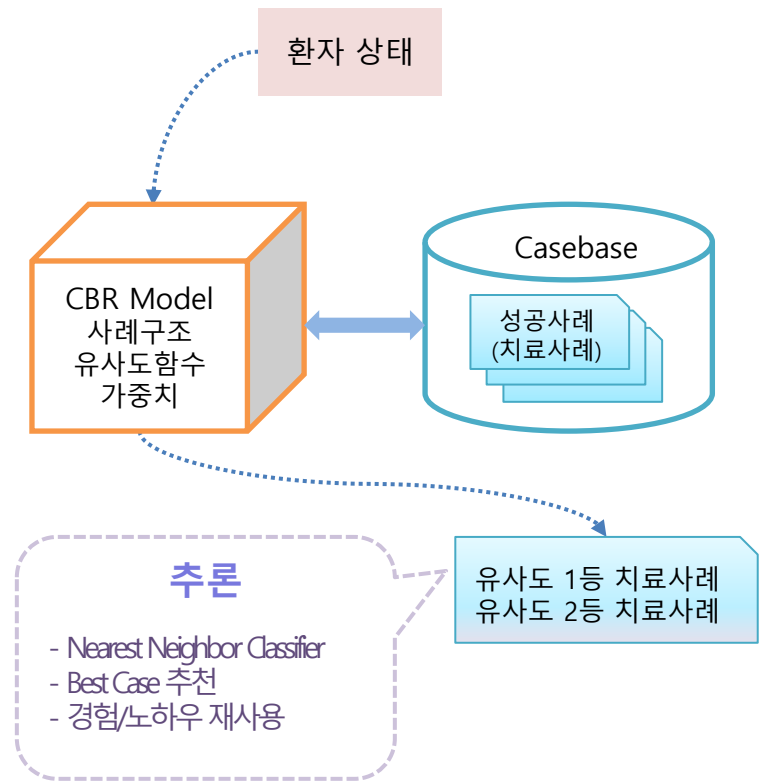 환자 상태
CBR Model
사례구조
유사도함수
가중치
Casebase
성공사례
(치료사례)
유사도 1등 치료사례
유사도 2등 치료사례
추론
- Nearest Neighbor Classifier
- Best Case 추천
- 경험/노하우 재사용